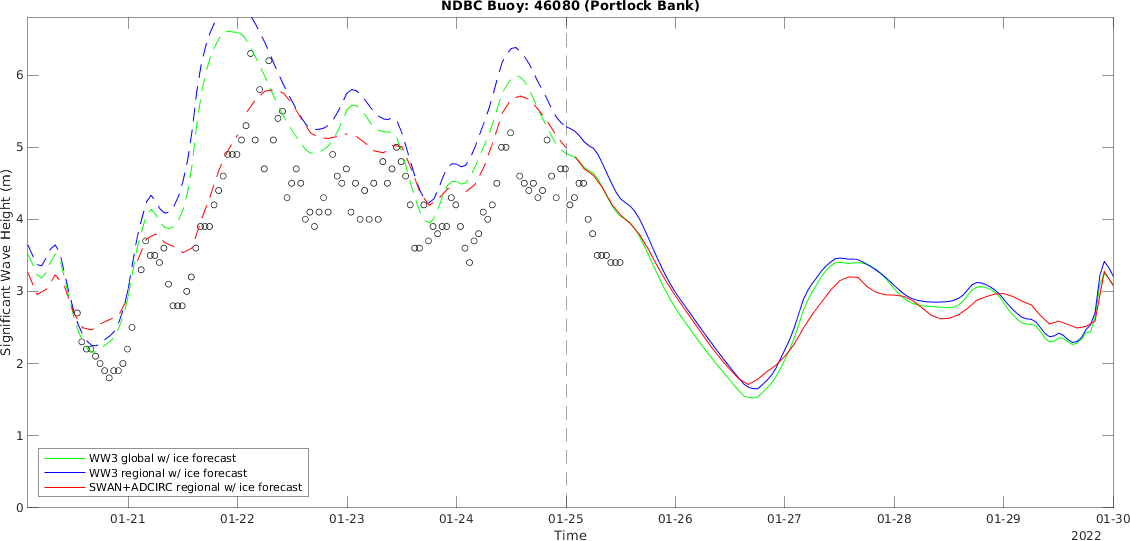 NDBC Buoy: 46080 (Portlock Bank)
Significant Wave Height (m)
6
5
4
3
2
1
0
WW3 global w/ ice forecast
WW3 regional w/ ice forecast
SWAN+ADCIRC regional w/ ice forecast
01-21 01-22 01-23 01-24 01-25 01-26 01-27 01-28 01-29 01-30
Time
2022